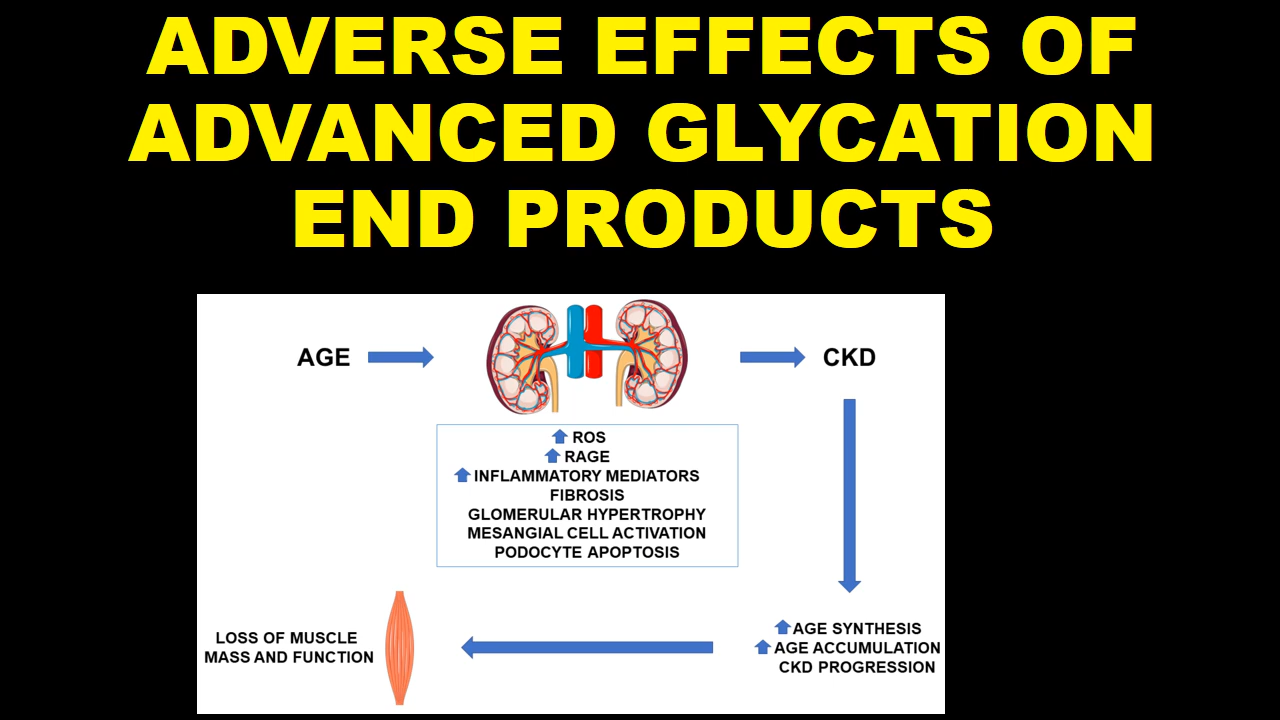 ADVERSE EFFECTS OF
ADVANCED GLYCATION
END PRODUCTS
AGE
CKD
ROS
RAGE
INFLAMMATORY MEDIATORS
FIBROSIS
GLOMERULAR HYPERTROPHY
MESANGIAL CELL ACTIVATION
PODOCYTE APOPTOSIS
AGE SYNTHESIS
AGE ACCUMULATION
CKD PROGRESSION
LOSS OF MUSCLE
MASS AND FUNCTION